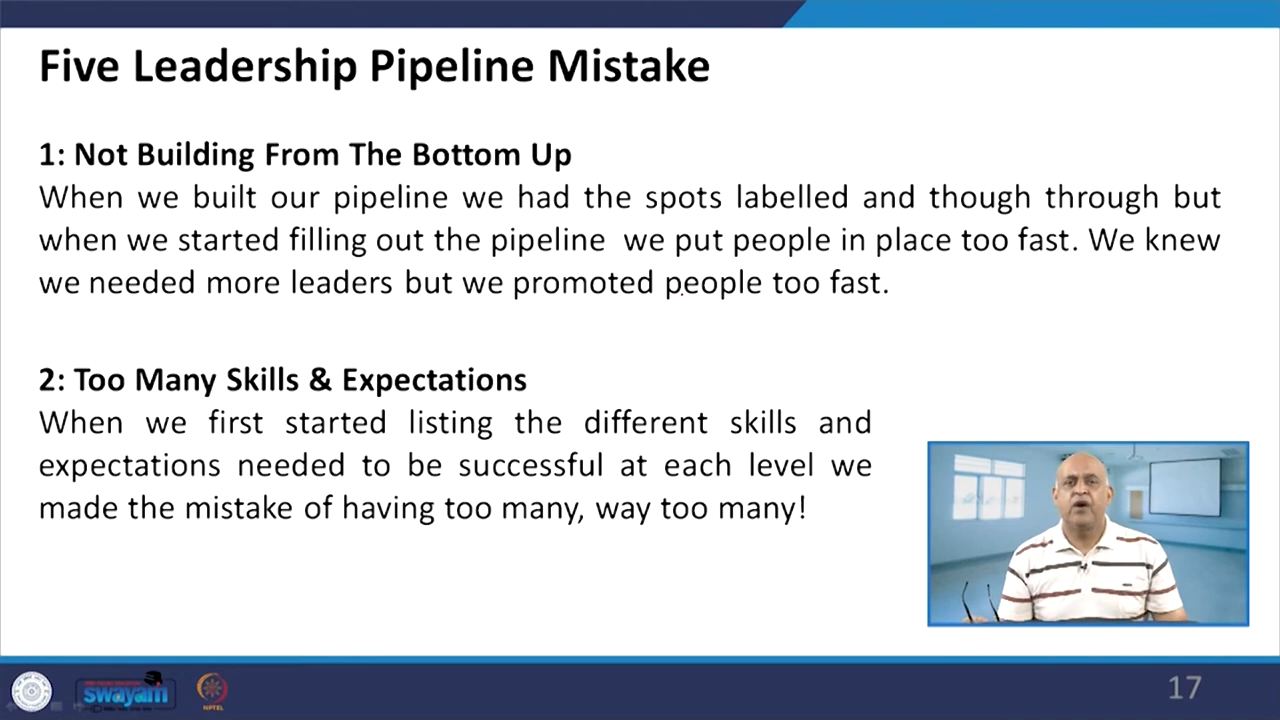 Five Leadership Pipeline Mistake
1: Not Building From The Bottom Up
When we built our pipeline we had the spots labelled and though through but
when we started filling out the pipeline we put people in place too fast. We knew
we needed more leaders but we promoted people too fast.
2: Too Many Skills & Expectations
When we first started listing the different skills and
expectations needed to be successful at each level we
made the mistake of having too many, way too many!
swayam
NPTEL
17